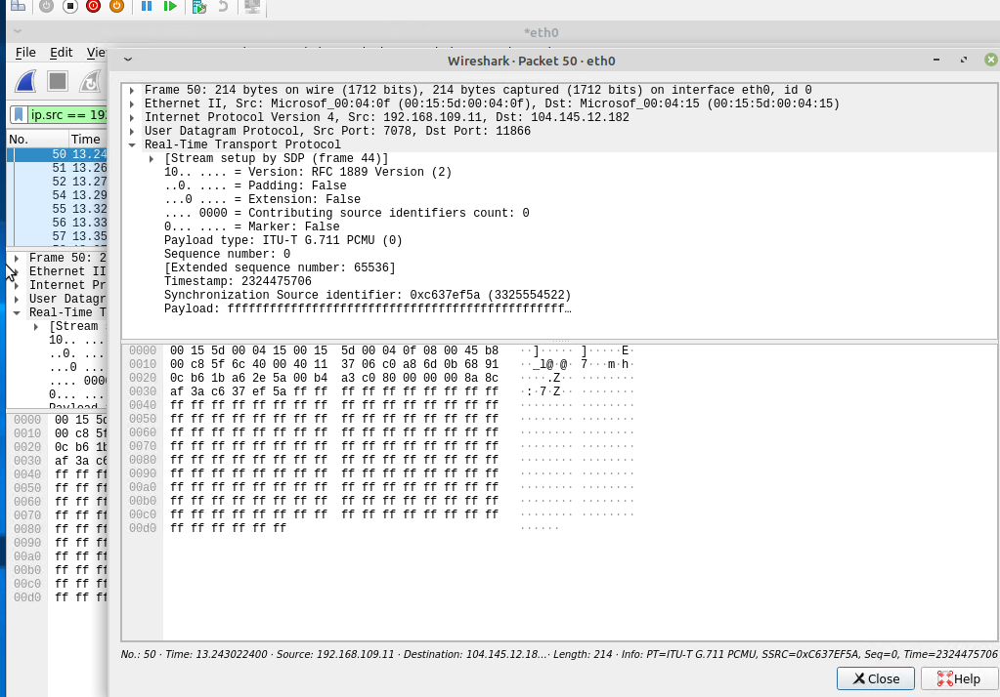 *eth0
File Edit Vie
Wireshark · Packet 50 · eth0
ip.src == 192
No. Time
50 13.24
51 13.26
52 13.27
54 13.29
55 13.32
56 13.33
57 13.35
Frame 50: 2
Ethernet II
Internet Pr
User Datagr
Real-Time T
[Stream
10.. ...
..0. ...
...0 ...
.... 000
0... ...
Payload
0000 00 15 5d
0010 00 c8 5f
0020 0c b6 1b
0030 af 3a c6
0040 ff ff ff
0050 ff ff ff
0060 ff ff ff
0070 ff ff ff
0080 ff ff ff
0090 ff ff ff
00a0 ff ff ff
00b0 ff ff ff
00c0 ff ff ff
00d0 ff ff ff
Frame 50: 214 bytes on wire (1712 bits), 214 bytes captured (1712 bits) on interface eth0, id 0
Ethernet II, Src: Microsof_00:04:0f (00:15:5d:00:04:0f), Dst: Microsof_00:04:15 (00:15:5d:00:04:15)
Internet Protocol Version 4, Src: 192.168.109.11, Dst: 104.145.12.182
User Datagram Protocol, Src Port: 7078, Dst Port: 11866
Real-Time Transport Protocol
[Stream setup by SDP (frame 44)]
10.. .... = Version: RFC 1889 Version (2)
..0. .... = Padding: False
...0 .... = Extension: False
.... 0000 = Contributing source identifiers count: 0
0... .... = Marker: False
Payload type: ITU-T G.711 PCMU (0)
Sequence number: 0
[Extended sequence number: 65536]
Timestamp: 2324475706
Synchronization Source identifier: 0xc637ef5a (3325554522)
Payload: ffffffffffffffffffffffffffffffffffffffffffffffff…
0000 00 15 5d 00 04 15 00 15 5d 00 04 0f 08 00 45 b8 ··]····· ]·····E·
0010 00 c8 5f 6c 40 00 40 11 37 06 c0 a8 6d 0b 68 91 ··_l@·@· 7···m·h·
0020 0c b6 1b a6 2e 5a 00 b4 a3 c0 80 00 00 00 8a 8c ····.Z·· ········
0030 af 3a c6 37 ef 5a ff ff ff ff ff ff ff ff ff ff ·:·7·Z·· ········
0040 ff ff ff ff ff ff ff ff ff ff ff ff ff ff ff ff ········ ········
0050 ff ff ff ff ff ff ff ff ff ff ff ff ff ff ff ff ········ ········
0060 ff ff ff ff ff ff ff ff ff ff ff ff ff ff ff ff ········ ········
0070 ff ff ff ff ff ff ff ff ff ff ff ff ff ff ff ff ········ ········
0080 ff ff ff ff ff ff ff ff ff ff ff ff ff ff ff ff ········ ········
0090 ff ff ff ff ff ff ff ff ff ff ff ff ff ff ff ff ········ ········
00a0 ff ff ff ff ff ff ff ff ff ff ff ff ff ff ff ff ········ ········
00b0 ff ff ff ff ff ff ff ff ff ff ff ff ff ff ff ff ········ ········
00c0 ff ff ff ff ff ff ff ff ff ff ff ff ff ff ff ff ········ ········
00d0 ff ff ff ff ff ff ······
No.: 50 · Time: 13.243022400 · Source: 192.168.109.11 · Destination: 104.145.12.18… · Length: 214 · Info: PT=ITU-T G.711 PCMU, SSRC=0xC637EF5A, Seq=0, Time=2324475706
Close Help